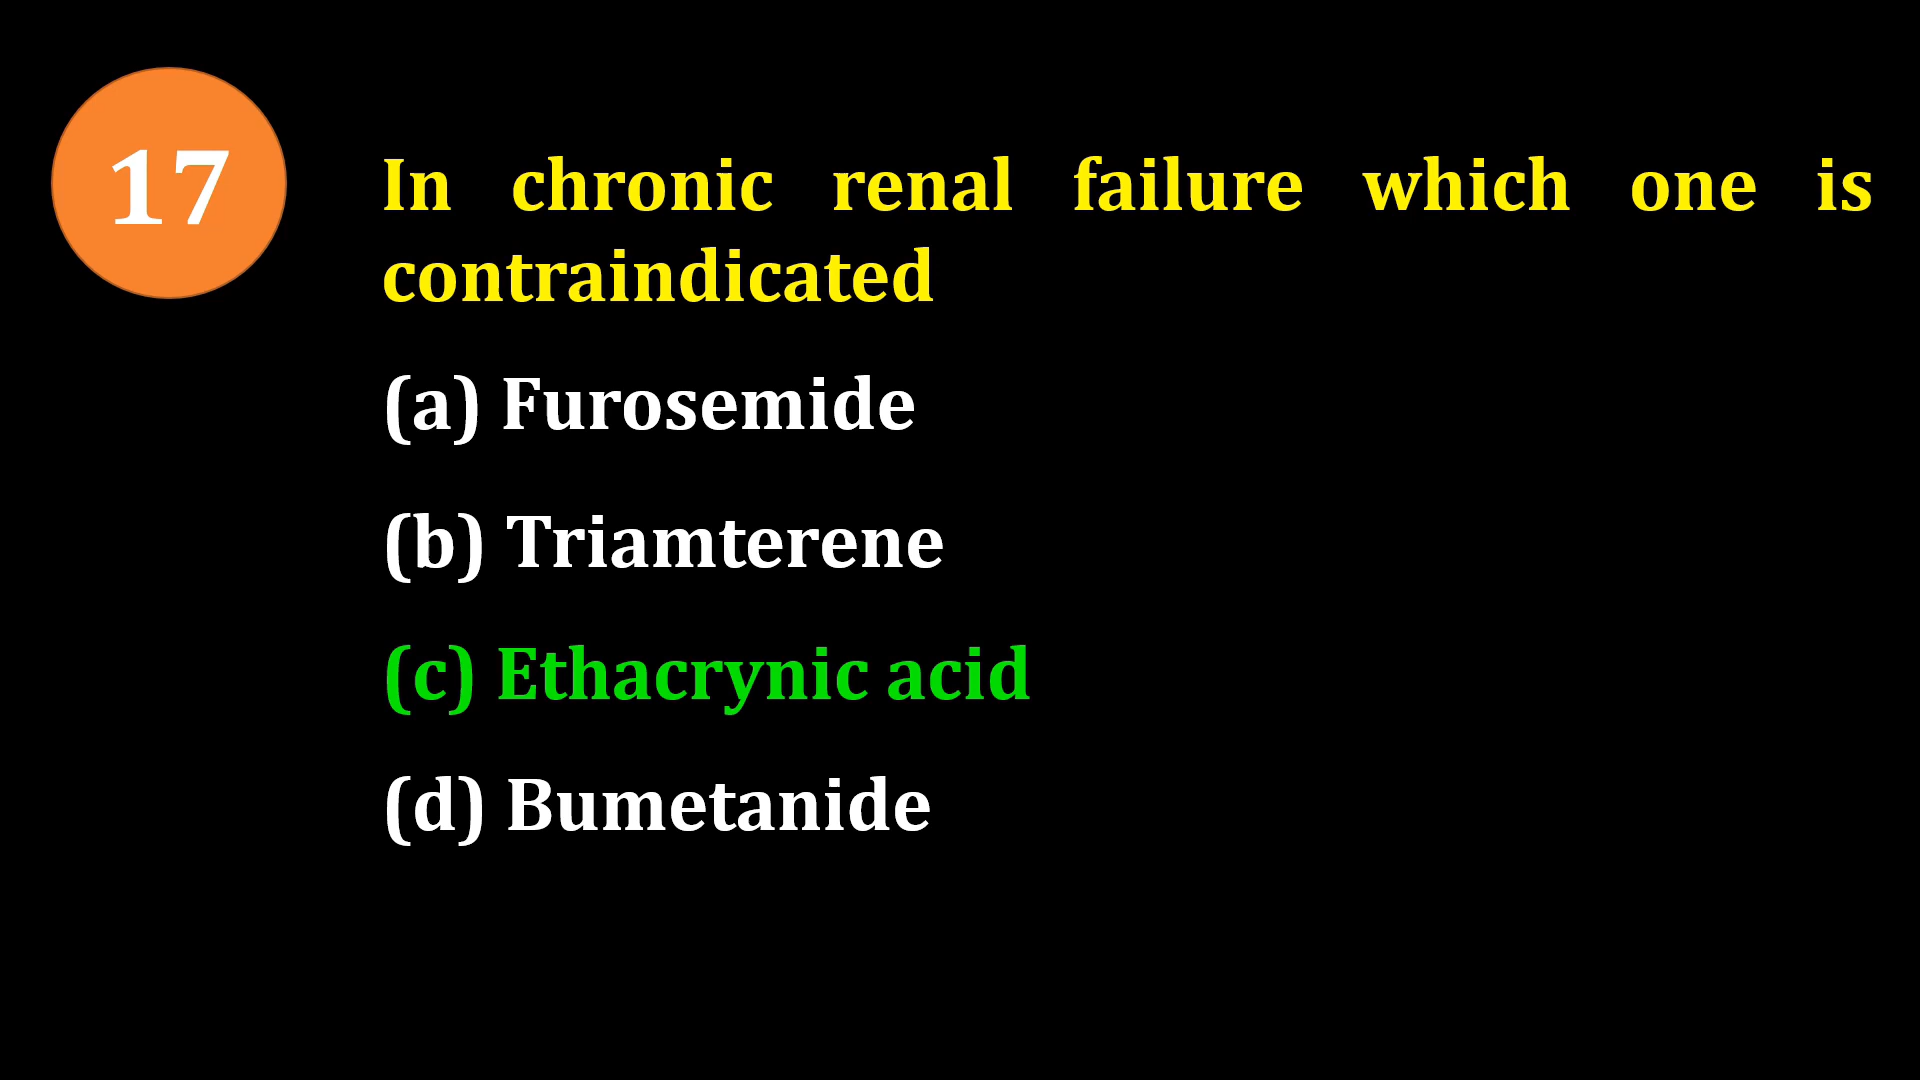 17
In chronic renal failure which one is
contraindicated
(a) Furosemide
(b) Triamterene
(c) Ethacrynic acid
(d) Bumetanide